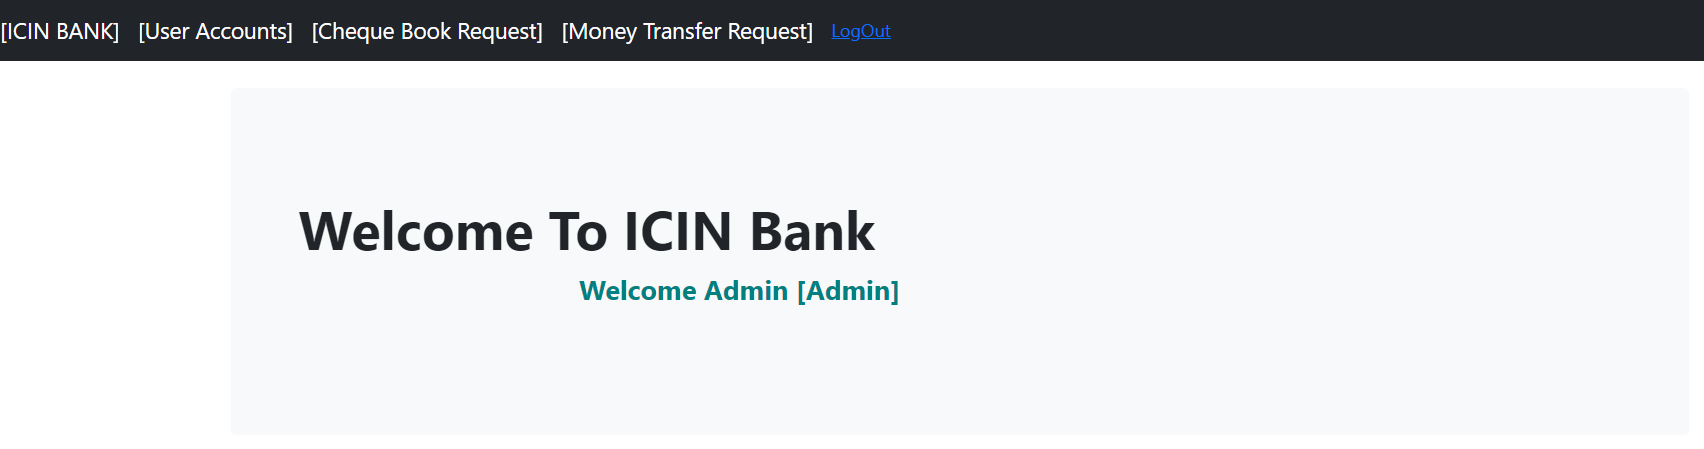 [ICIN BANK] [User Accounts] [Cheque Book Request] [Money Transfer Request] LogOut
Welcome To ICIN Bank
Welcome Admin [Admin]